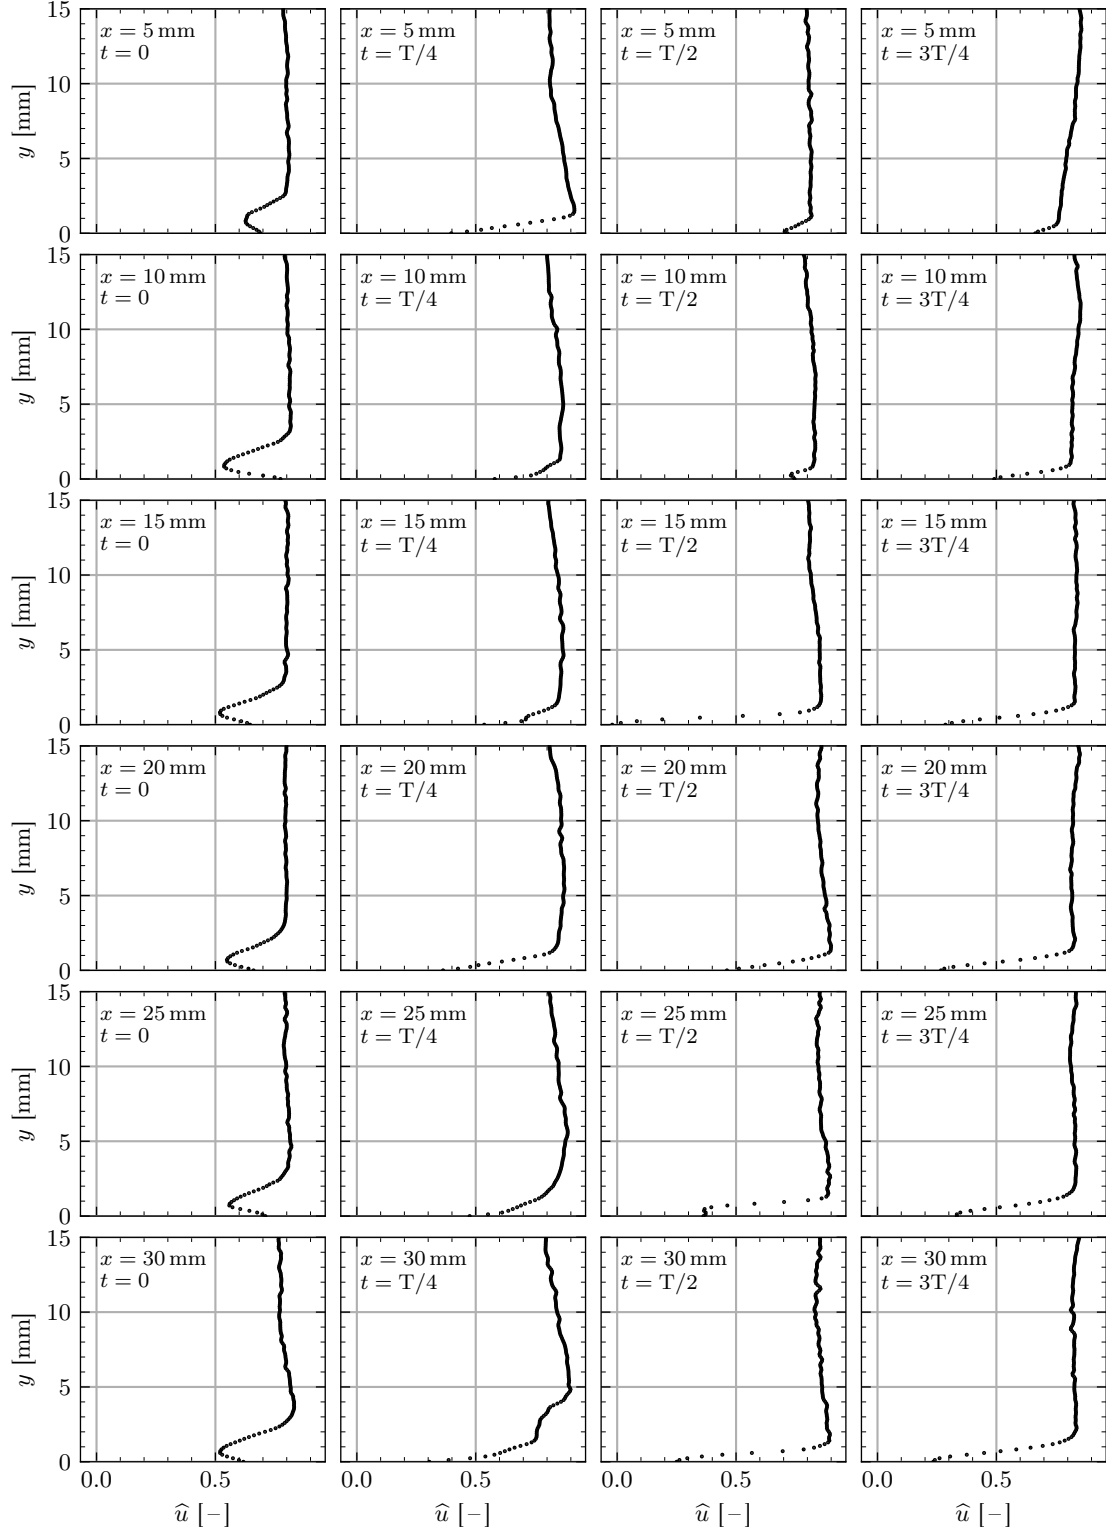 15
10
5
0
y [mm]
x = 5 mm
t = 0
x = 5 mm
t = T/4
x = 5 mm
t = T/2
x = 5 mm
t = 3T/4
15
10
5
0
y [mm]
x = 10 mm
t = 0
x = 10 mm
t = T/4
x = 10 mm
t = T/2
x = 10 mm
t = 3T/4
15
10
5
0
y [mm]
x = 15 mm
t = 0
x = 15 mm
t = T/4
x = 15 mm
t = T/2
x = 15 mm
t = 3T/4
15
10
5
0
y [mm]
x = 20 mm
t = 0
x = 20 mm
t = T/4
x = 20 mm
t = T/2
x = 20 mm
t = 3T/4
15
10
5
0
y [mm]
x = 25 mm
t = 0
x = 25 mm
t = T/4
x = 25 mm
t = T/2
x = 25 mm
t = 3T/4
15
10
5
0
y [mm]
x = 30 mm
t = 0
x = 30 mm
t = T/4
x = 30 mm
t = T/2
x = 30 mm
t = 3T/4
0.0 0.5 0.0 0.5 0.0 0.5 0.0 0.5
û [–] û [–] û [–] û [–]